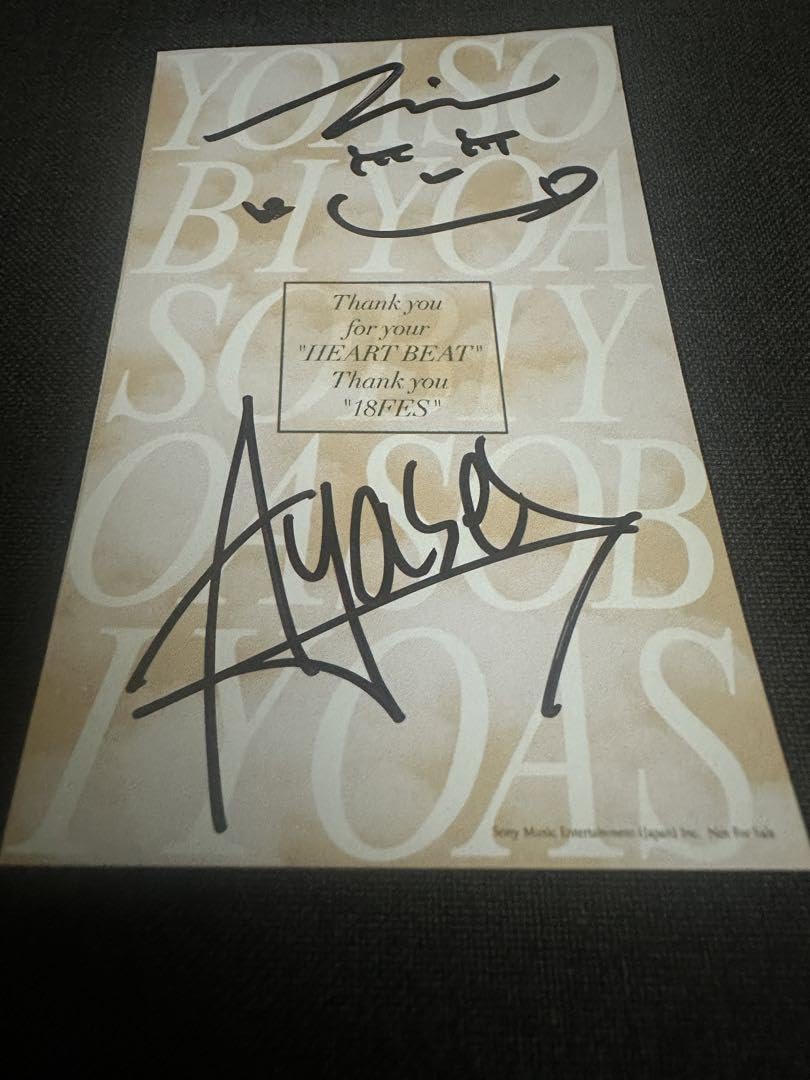 YOASO
BIYOA
SOBIY
OASOB
IYOAS
Thank you
for your
"HEART BEAT"
Thank you
"18FES"
Ayase
Sony Music Entertainment (Japan) Inc. Not For Sale